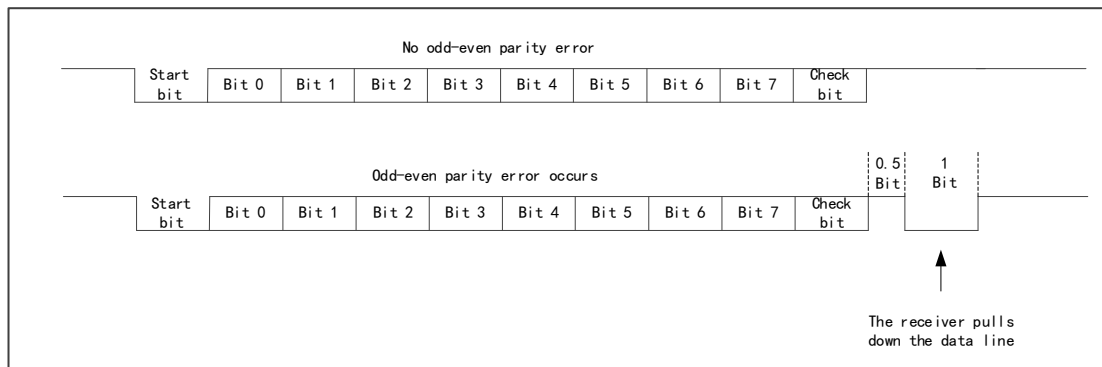 No odd-even parity error
Start bit Bit 0 Bit 1 Bit 2 Bit 3 Bit 4 Bit 5 Bit 6 Bit 7 Check bit
Odd-even parity error occurs
0.5 Bit 1 Bit
Start bit Bit 0 Bit 1 Bit 2 Bit 3 Bit 4 Bit 5 Bit 6 Bit 7 Check bit
The receiver pulls
down the data line